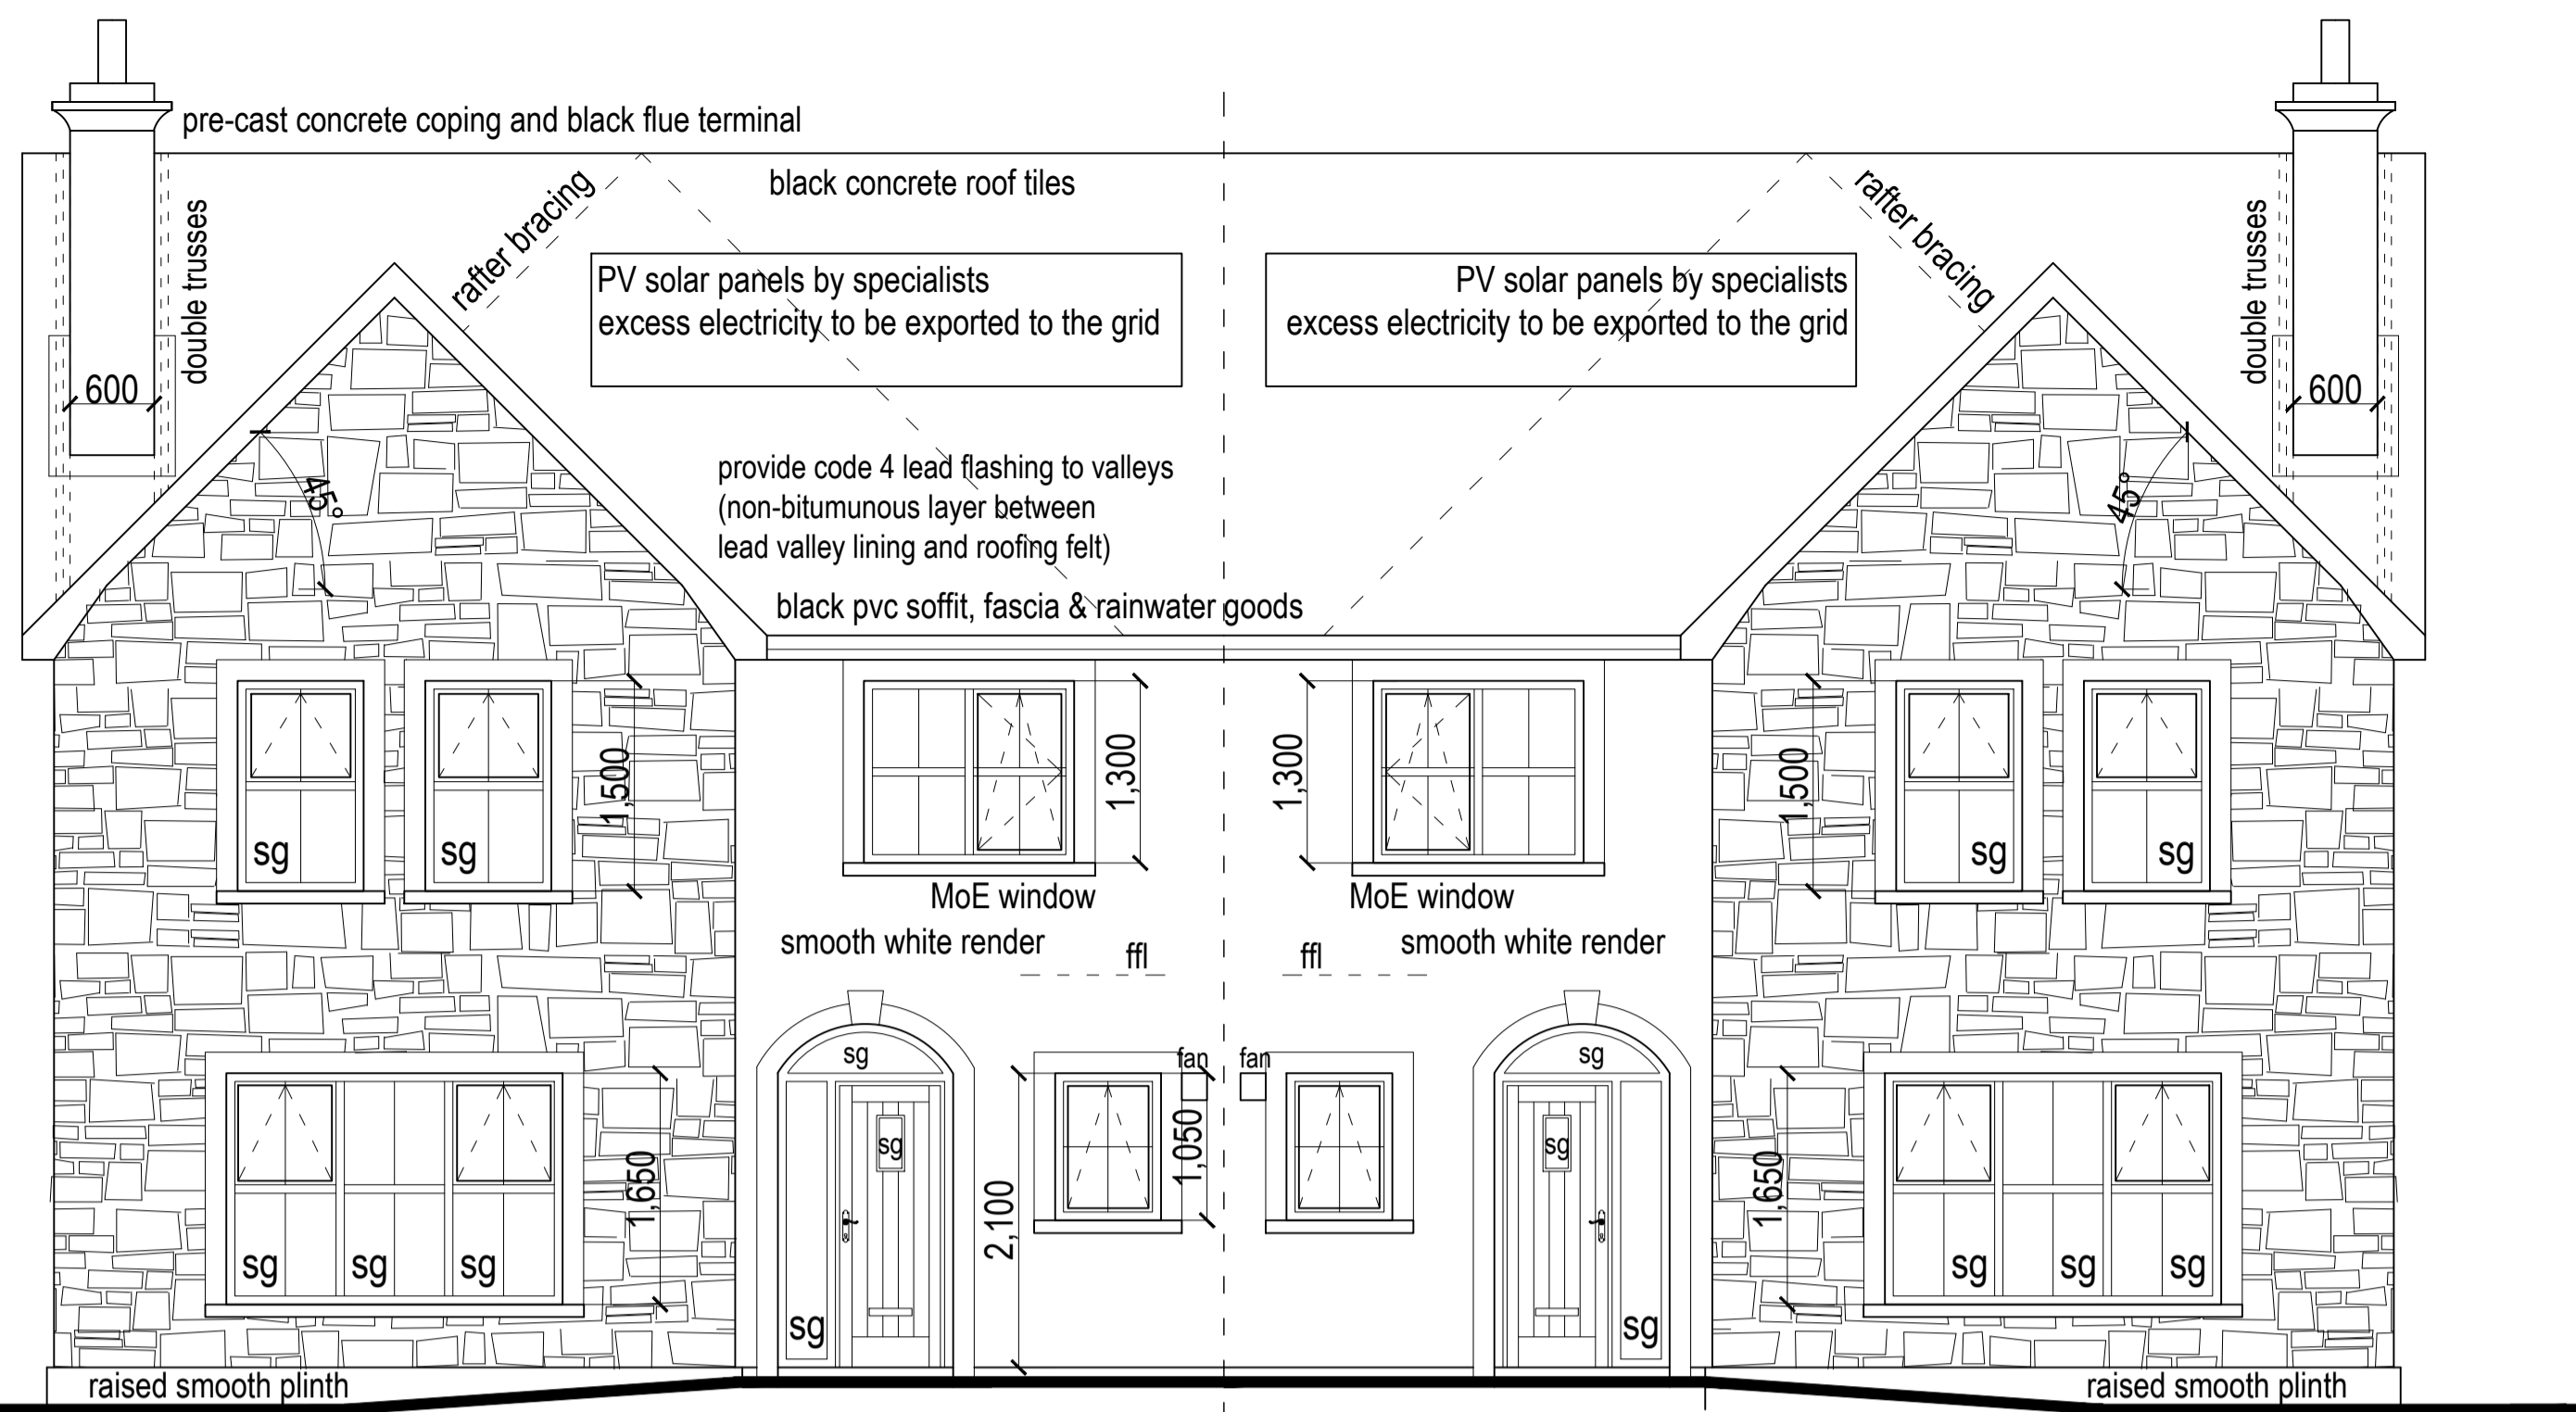 pre-cast concrete coping and black flue terminal
black concrete roof tiles
rafter bracing
rafter bracing
double trusses
double trusses
PV solar panels by specialists
excess electricity to be exported to the grid
PV solar panels by specialists
excess electricity to be exported to the grid
600
600
45°
45°
provide code 4 lead flashing to valleys
(non-bitumunous layer between
lead valley lining and roofing felt)
black pvc soffit, fascia & rainwater goods
1,500
1,300
1,300
1,500
sg
sg
sg
sg
MoE window
MoE window
smooth white render
ffl
ffl
smooth white render
sg
fan
fan
sg
sg
1,050
sg
1,650
2,100
1,650
sg
sg
sg
sg
sg
sg
sg
sg
raised smooth plinth
raised smooth plinth